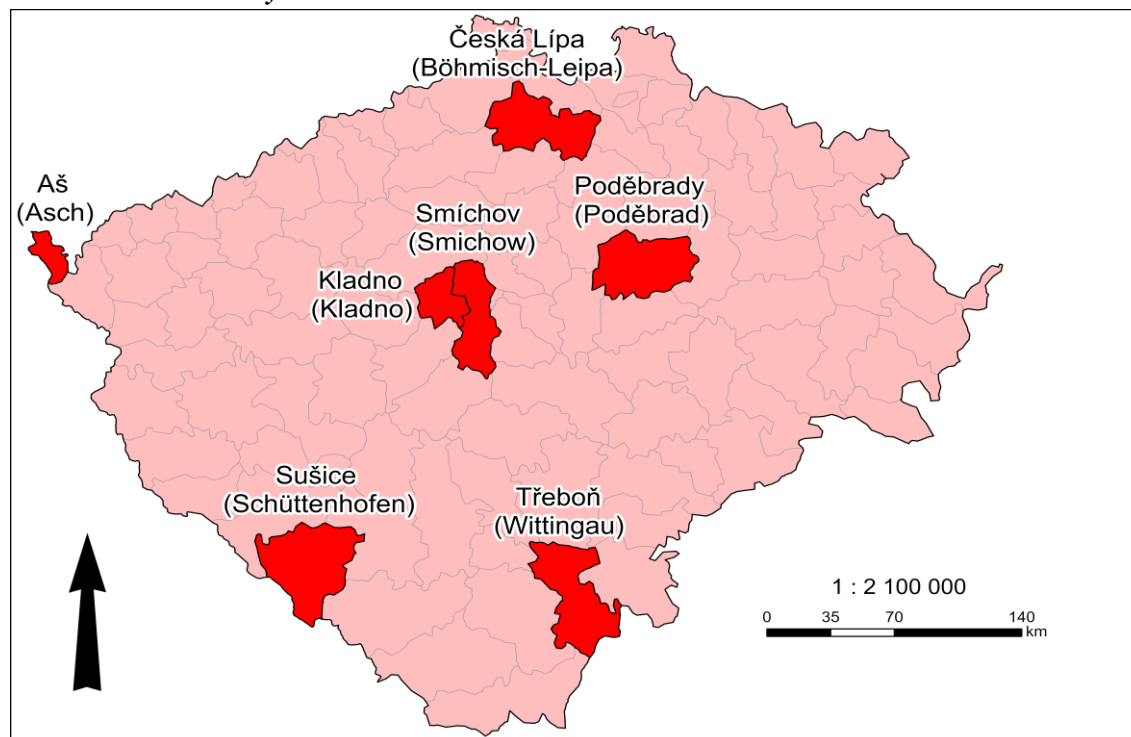 Česká Lípa
(Böhmisch-Leipa)
Aš
(Asch)
Poděbrady
(Poděbrad)
Smíchov
(Smichow)
Kladno
(Kladno)
Sušice
(Schüttenhofen)
Třeboň
(Wittingau)
1 : 2 100 000
0 35 70 140
km